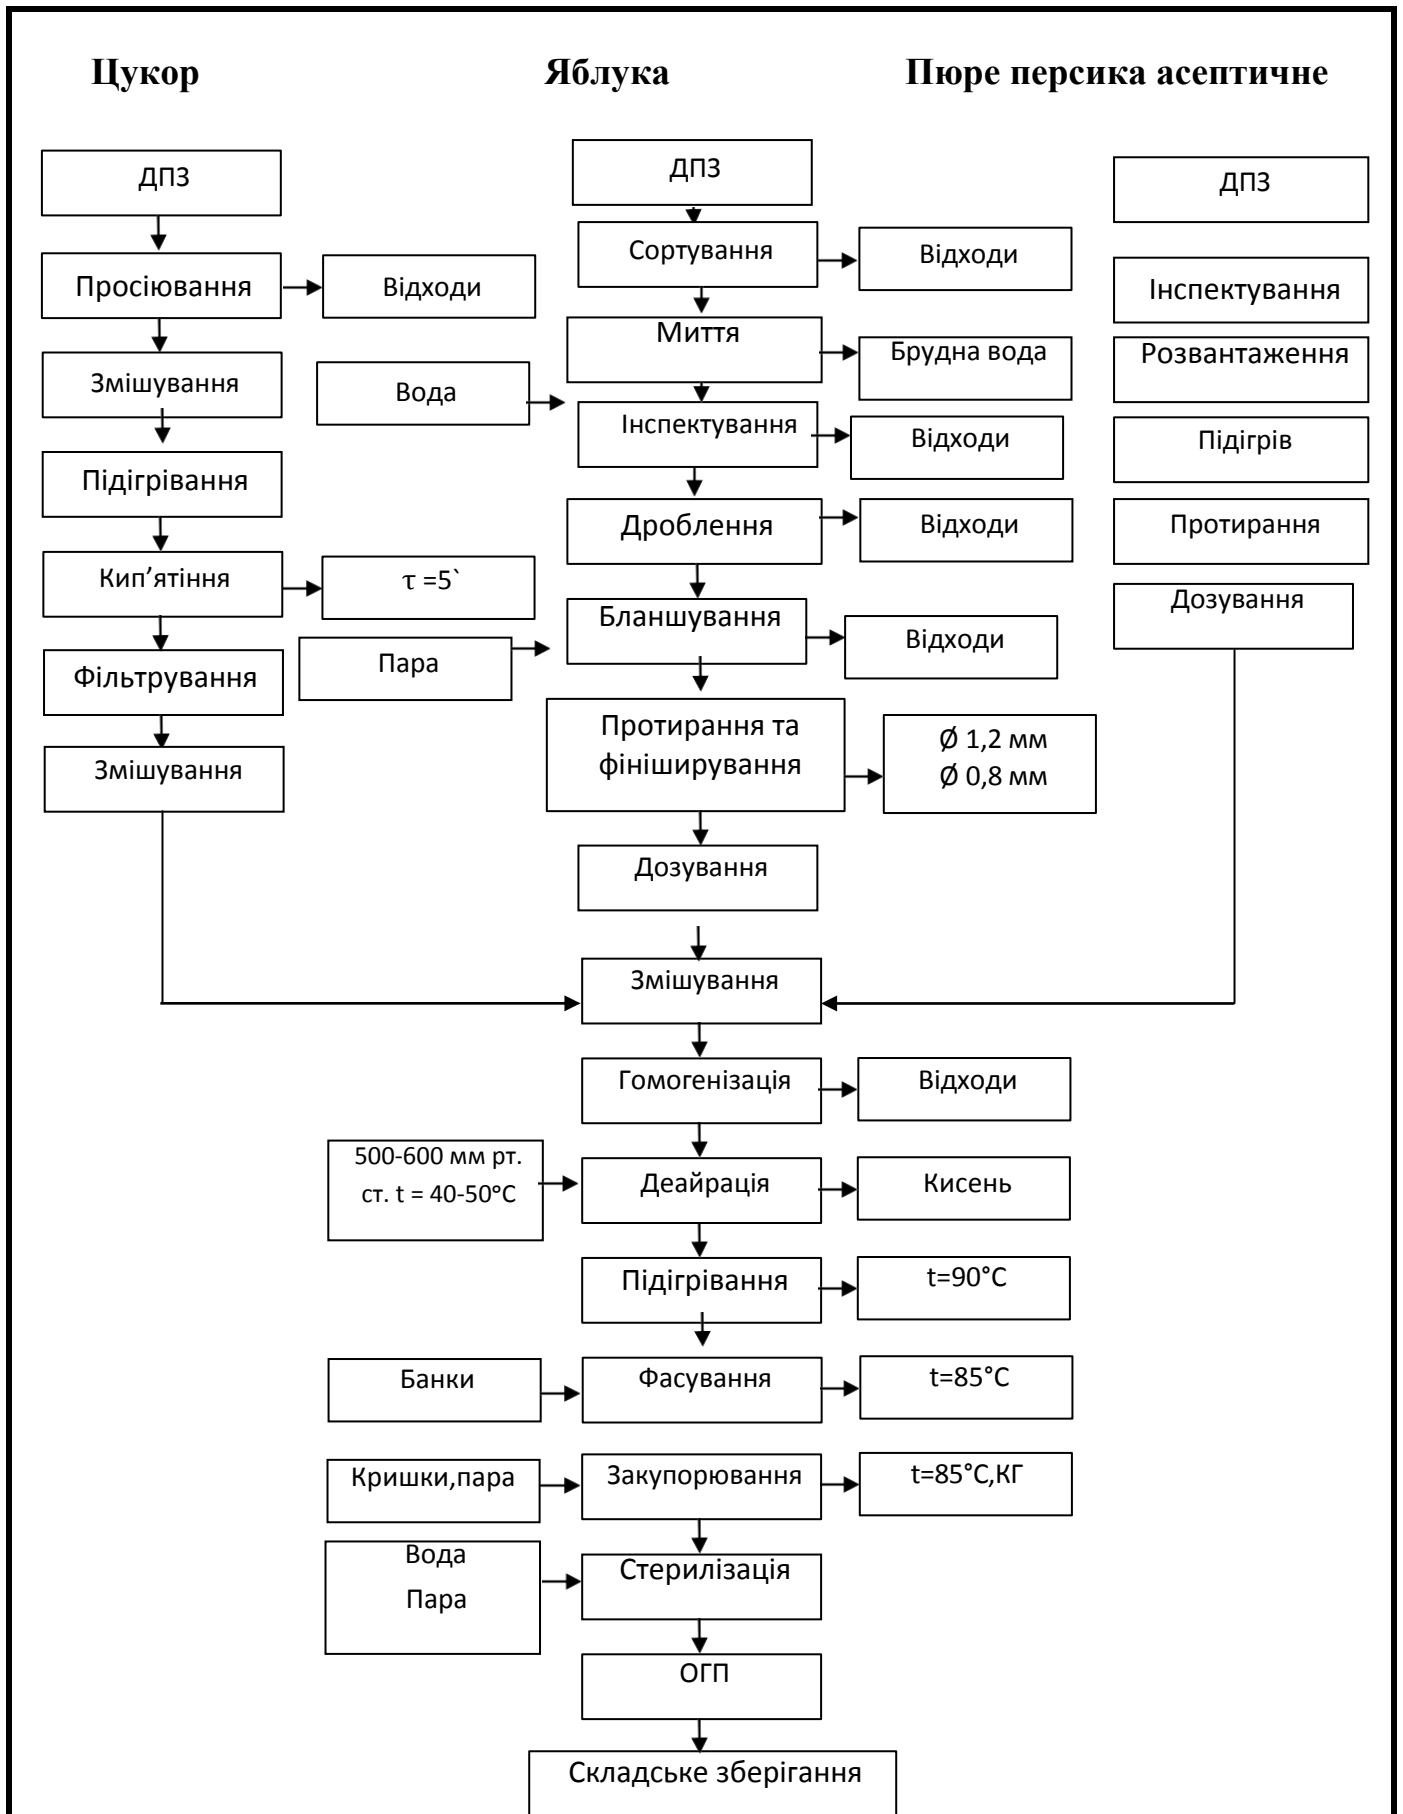 Цукор
Яблука
Пюре персика асептичне
ДПЗ
ДПЗ
ДПЗ
Просіювання
Відходи
Сортування
Відходи
Інспектування
Змішування
Вода
Миття
Брудна вода
Розвантаження
Підігрівання
Інспектування
Відходи
Підігрів
Кип’ятіння
τ =5`
Дроблення
Відходи
Протирання
Фільтрування
Пара
Бланшування
Відходи
Дозування
Змішування
Протирання та
фініширування
Ø 1,2 мм
Ø 0,8 мм
Дозування
Змішування
Гомогенізація
Відходи
500-600 мм рт.
ст. t = 40-50°С
Деайрація
Кисень
Підігрівання
t=90°С
Банки
Фасування
t=85°С
Кришки,пара
Закупорювання
t=85°С,КГ
Вода
Пара
Стерилізація
ОГП
Складське зберігання